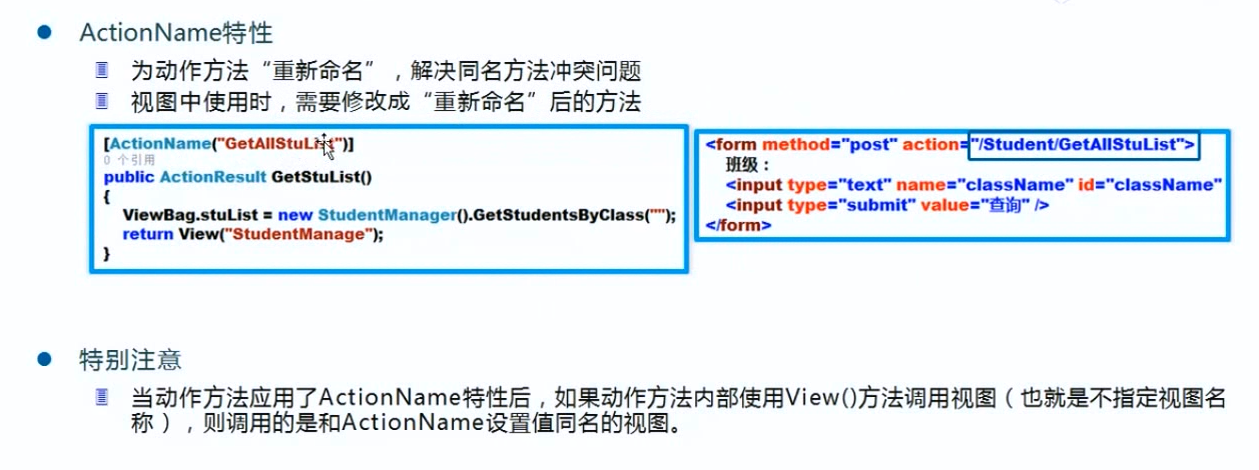 ActionName特性
为动作方法“重新命名”，解决同名方法冲突问题
视图中使用时，需要修改成“重新命名”后的方法
[ActionName("GetAllStuList")]
0 个引用
public ActionResult GetStuList()
{
ViewBag.stuList = new StudentManager().GetStudentsByClass("");
return View("StudentManage");
}
<form method="post" action="/Student/GetAllStuList">
班级：
<input type="text" name="className" id="className"
<input type="submit" value="查询" />
</form>
特别注意
当动作方法应用了ActionName特性后，如果动作方法内部使用View()方法调用视图（也就是不指定视图名
称），则调用的是和ActionName设置值同名的视图。